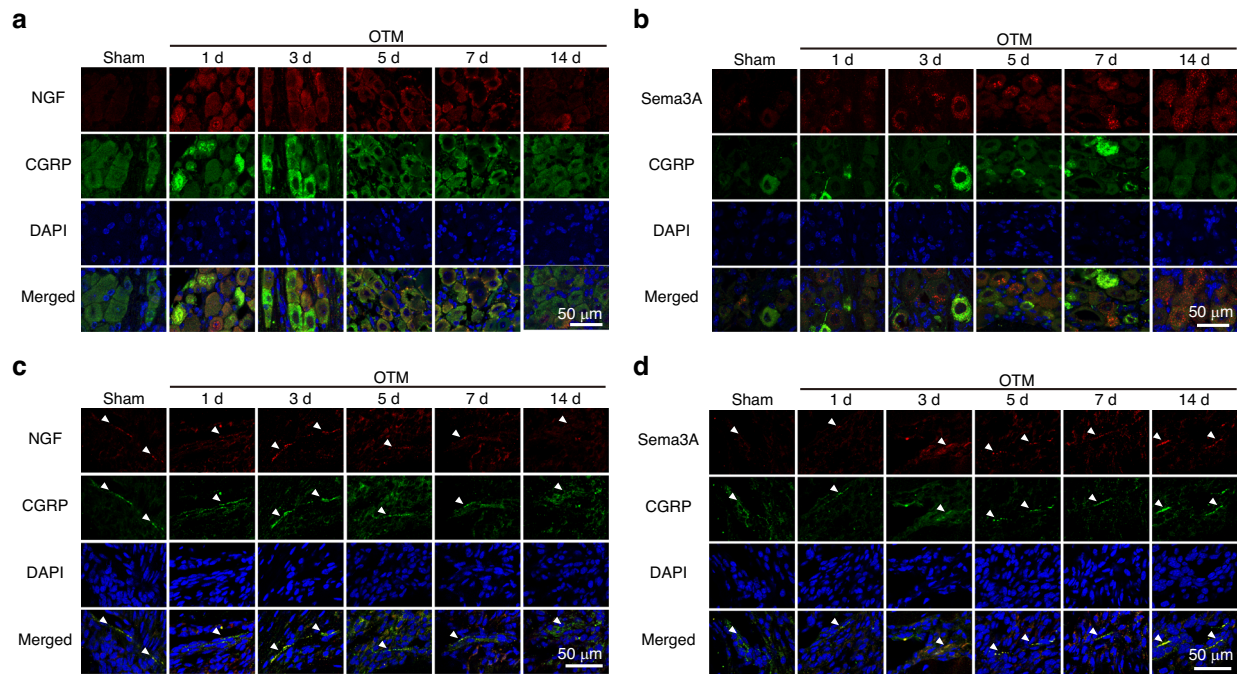 a
OTM
Sham 1 d 3 d 5 d 7 d 14 d
NGF
CGRP
DAPI
Merged
50 μm
b
OTM
Sham 1 d 3 d 5 d 7 d 14 d
Sema3A
CGRP
DAPI
Merged
50 μm
c
OTM
Sham 1 d 3 d 5 d 7 d 14 d
NGF
CGRP
DAPI
Merged
50 μm
d
OTM
Sham 1 d 3 d 5 d 7 d 14 d
Sema3A
CGRP
DAPI
Merged
50 μm